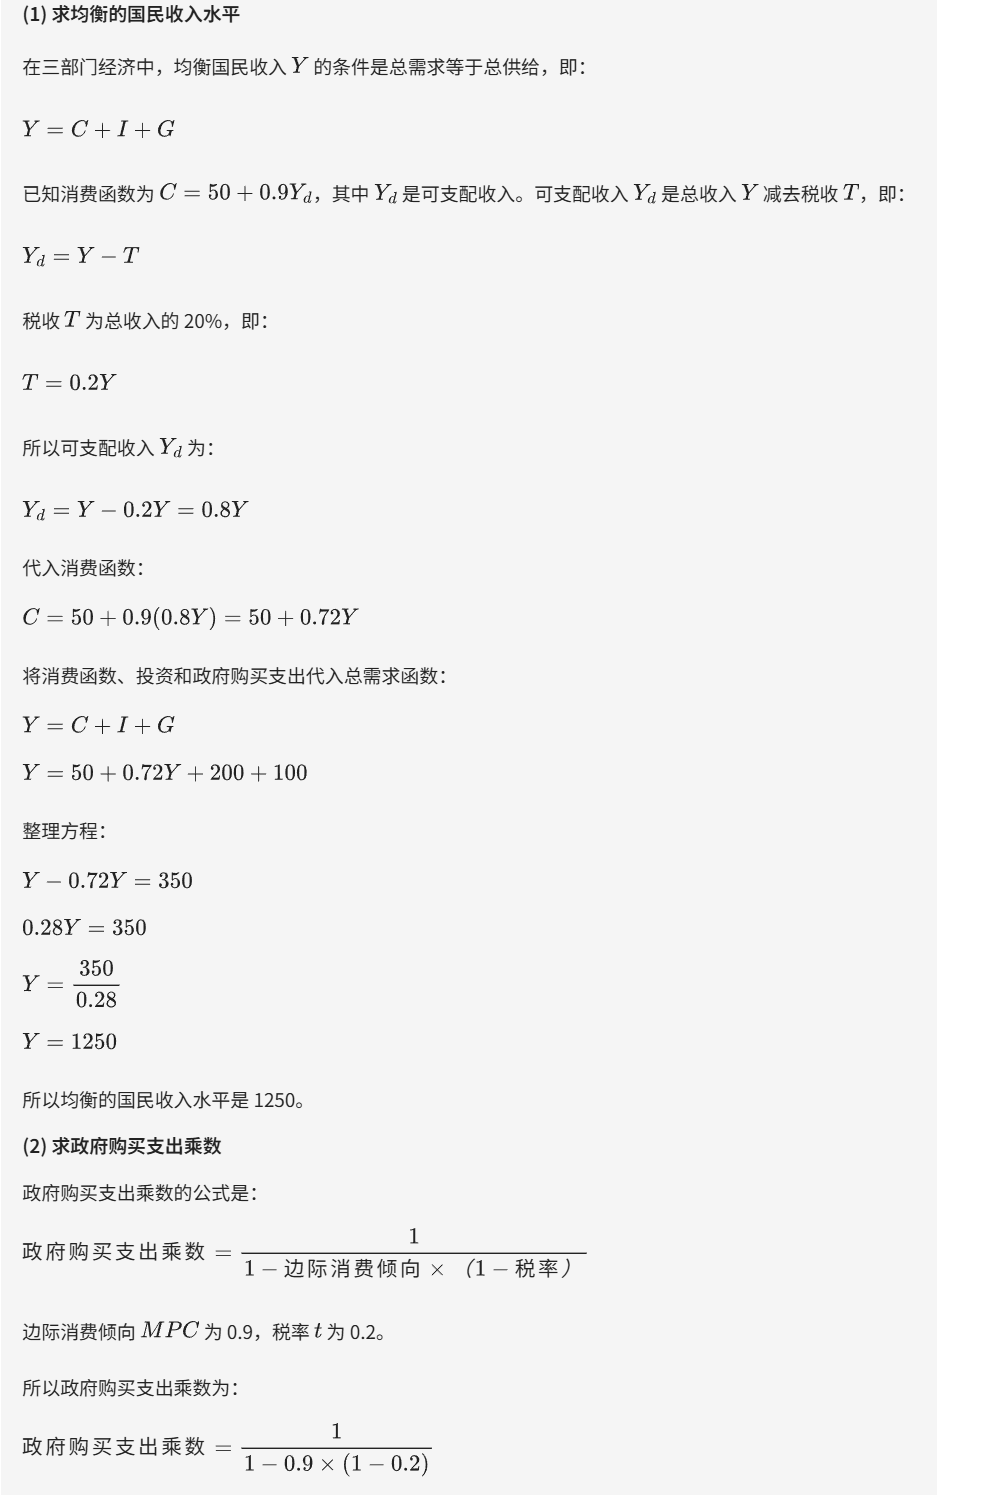 (1) 求均衡的国民收入水平
在三部门经济中，均衡国民收入 Y 的条件是总需求等于总供给，即：
Y = C + I + G
已知消费函数为 C = 50 + 0.9Y_d，其中 Y_d 是可支配收入。可支配收入 Y_d 是总收入 Y 减去税收 T，即：
Y_d = Y − T
税收 T 为总收入的 20%，即：
T = 0.2Y
所以可支配收入 Y_d 为：
Y_d = Y − 0.2Y = 0.8Y
代入消费函数：
C = 50 + 0.9(0.8Y) = 50 + 0.72Y
将消费函数、投资和政府购买支出代入总需求函数：
Y = C + I + G
Y = 50 + 0.72Y + 200 + 100
整理方程：
Y − 0.72Y = 350
0.28Y = 350
Y = 350/0.28
Y = 1250
所以均衡的国民收入水平是 1250。
(2) 求政府购买支出乘数
政府购买支出乘数的公式是：
政府购买支出乘数 = 1/(1 − 边际消费倾向 × （1 − 税率）)
边际消费倾向 MPC 为 0.9，税率 t 为 0.2。
所以政府购买支出乘数为：
政府购买支出乘数 = 1/(1 − 0.9 × (1 − 0.2))